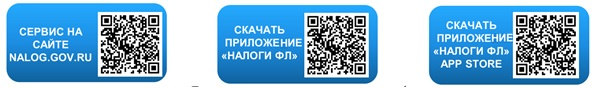 СЕРВИС НА
САЙТЕ
NALOG.GOV.RU
СКАЧАТЬ
ПРИЛОЖЕНИЕ
«НАЛОГИ ФЛ»
СКАЧАТЬ
ПРИЛОЖЕНИЕ
«НАЛОГИ ФЛ»
APP STORE